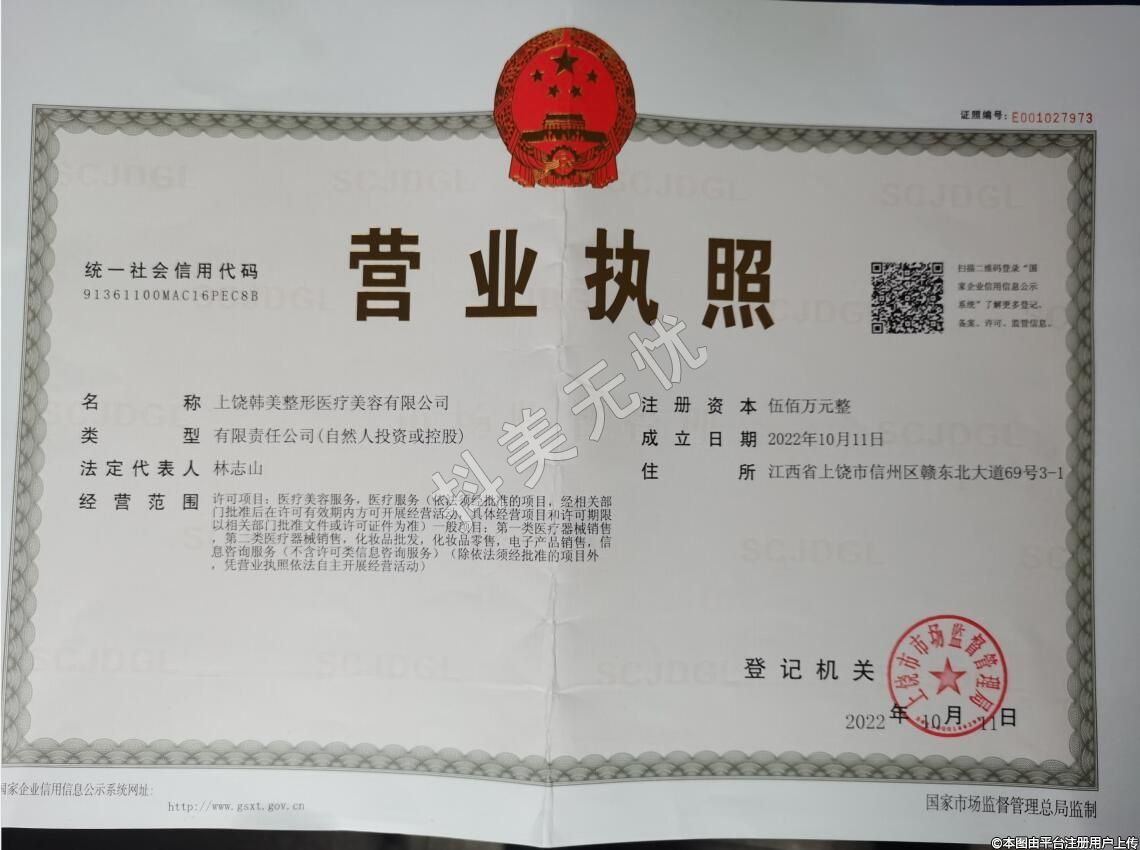 证照编号:E001027973
营业执照
统一社会信用代码
91361100MAC16PEC8B
扫描二维码登录“国
家企业信用信息公示
系统”了解更多登记、
备案、许可、监管信息。
名称 上饶韩美整形医疗美容有限公司
类型 有限责任公司(自然人投资或控股)
法定代表人 林志山
经营范围 许可项目:医疗美容服务,医疗服务(依法须经批准的项目,经相关部
门批准后在许可有效期内方可开展经营活动,具体经营项目和许可期限
以相关部门批准文件或许可证件为准)一般项目:第一类医疗器械销售
,第二类医疗器械销售,化妆品批发,化妆品零售,电子产品销售,信
息咨询服务(不含许可类信息咨询服务)(除依法须经批准的项目外
,凭营业执照依法自主开展经营活动)
注册资本 伍佰万元整
成立日期 2022年10月11日
住所 江西省上饶市信州区赣东北大道69号3-1
抖美无忧
登记机关
上饶市市场监督管理局
2022年10月11日
国家企业信用信息公示系统网址:
http://www.gsxt.gov.cn
国家市场监督管理总局监制
©本图由平台注册用户上传
SCJDGL
SCJDGL
SCJDGL
SCJDGL
SCJDGL
SCJDGL
SCJDGL